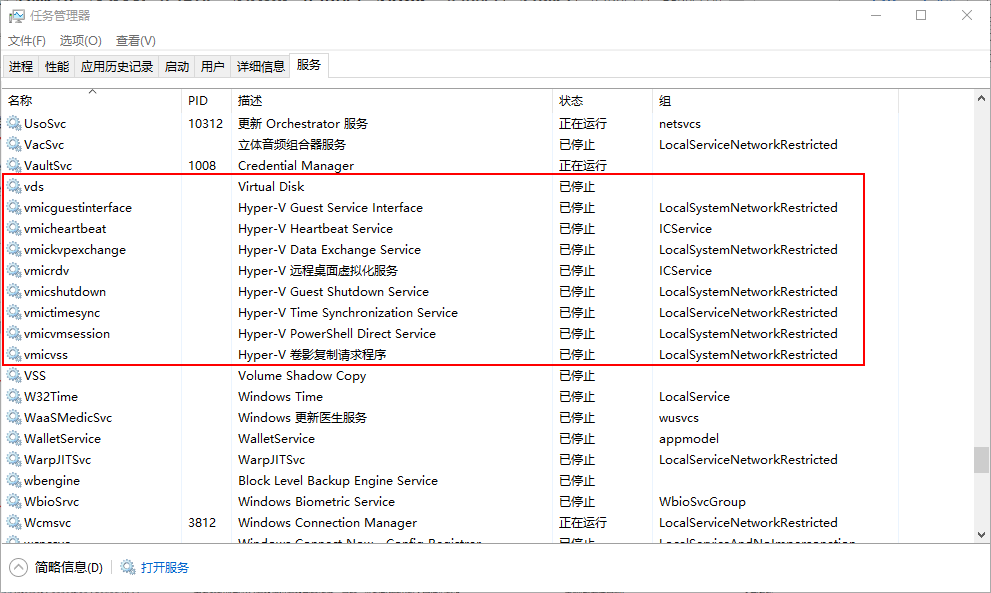 任务管理器
文件(F) 选项(O) 查看(V)
进程 性能 应用历史记录 启动 用户 详细信息 服务
名称 PID 描述 状态 组
UsoSvc 10312 更新 Orchestrator 服务 正在运行 netsvcs
VacSvc 立体音频组合器服务 已停止 LocalServiceNetworkRestricted
VaultSvc 1008 Credential Manager 正在运行
vds Virtual Disk 已停止
vmicguestinterface Hyper-V Guest Service Interface 已停止 LocalSystemNetworkRestricted
vmicheartbeat Hyper-V Heartbeat Service 已停止 ICService
vmickvpexchange Hyper-V Data Exchange Service 已停止 LocalSystemNetworkRestricted
vmicrdv Hyper-V 远程桌面虚拟化服务 已停止 ICService
vmicshutdown Hyper-V Guest Shutdown Service 已停止 LocalSystemNetworkRestricted
vmictimesync Hyper-V Time Synchronization Service 已停止 LocalServiceNetworkRestricted
vmicvmsession Hyper-V PowerShell Direct Service 已停止 LocalSystemNetworkRestricted
vmicvss Hyper-V 卷影复制请求程序 已停止 LocalSystemNetworkRestricted
VSS Volume Shadow Copy 已停止
W32Time Windows Time 已停止 LocalService
WaaSMedicSvc Windows 更新医生服务 已停止 wusvcs
WalletService WalletService 已停止 appmodel
WarpJITSvc WarpJITSvc 已停止 LocalServiceNetworkRestricted
wbengine Block Level Backup Engine Service 已停止
WbioSrvc Windows Biometric Service 已停止 WbioSvcGroup
Wcmsvc 3812 Windows Connection Manager 正在运行 LocalServiceNetworkRestricted
Windows Connect Now - Config Registrar 已停止 LocalServiceAndNoImpersonation
简略信息(D) 打开服务